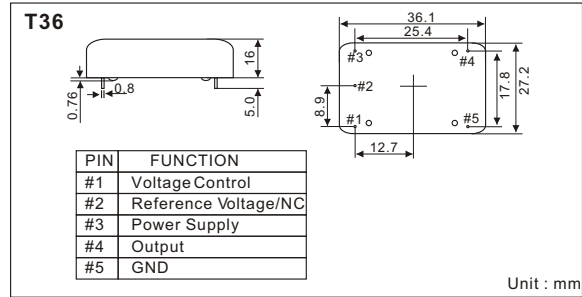 T36
36.1
25.4
16
0.76
0.8
5.0
#3
#4
#2
#1
#5
8.9
17.8
27.2
12.7
PIN FUNCTION
#1 Voltage Control
#2 Reference Voltage/NC
#3 Power Supply
#4 Output
#5 GND
Unit : mm